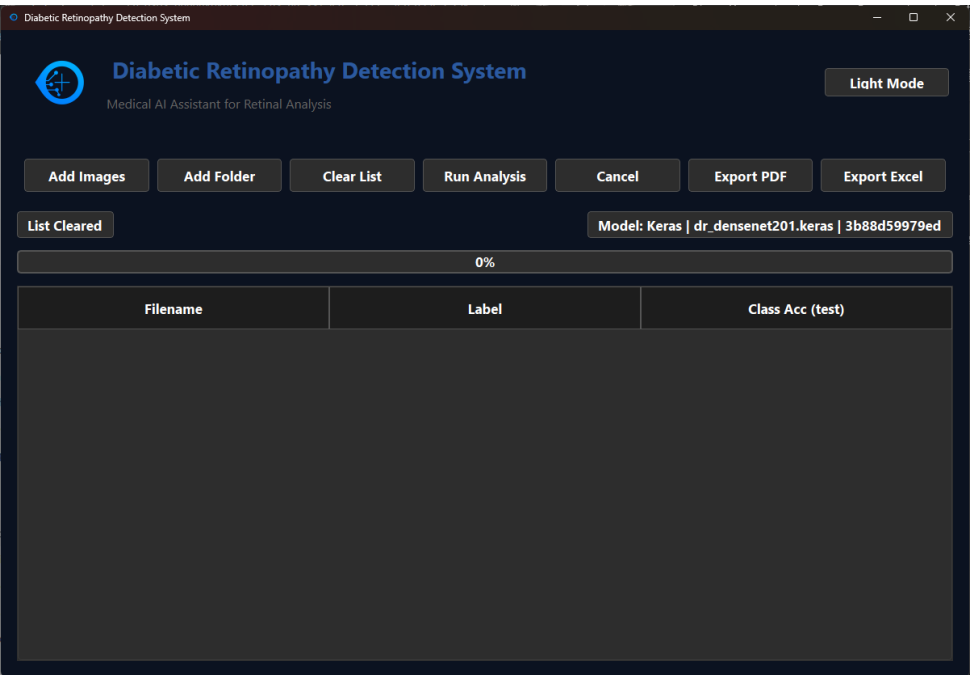 Diabetic Retinopathy Detection System
Diabetic Retinopathy Detection System
Medical AI Assistant for Retinal Analysis
Light Mode
Add Images Add Folder Clear List Run Analysis Cancel Export PDF Export Excel
List Cleared Model: Keras | dr_densenet201.keras | 3b88d59979ed
0%
Filename Label Class Acc (test)